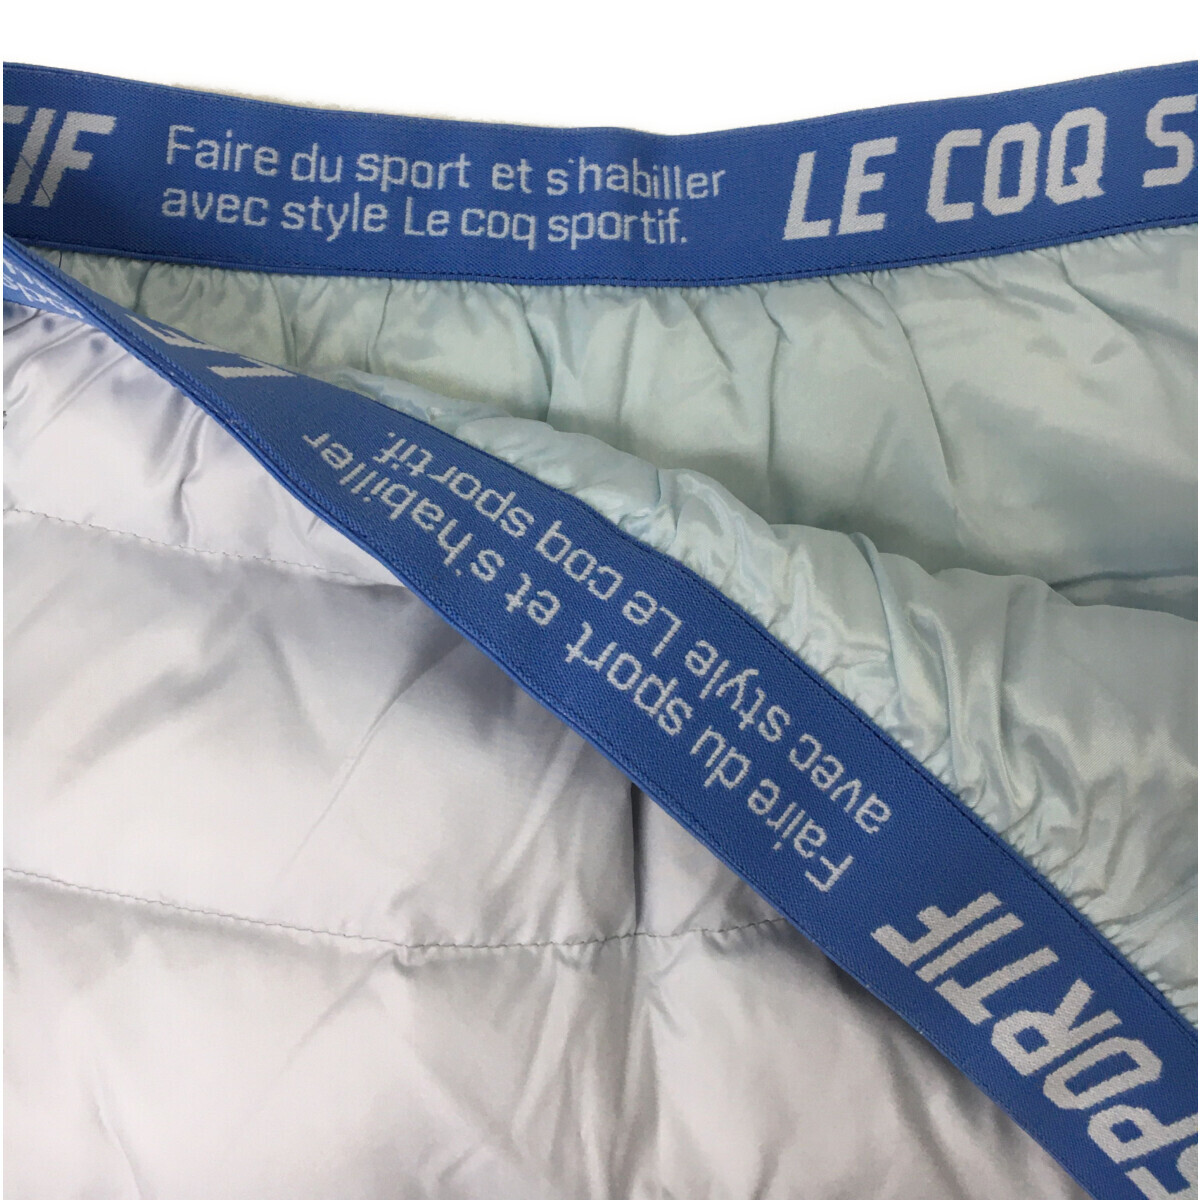 TIF
Faire du sport et s'habiller
avec style Le coq sportif.
LE COQ S
Faire du sport et s'habiller
avec style Le coq sportif.
SPORTIF